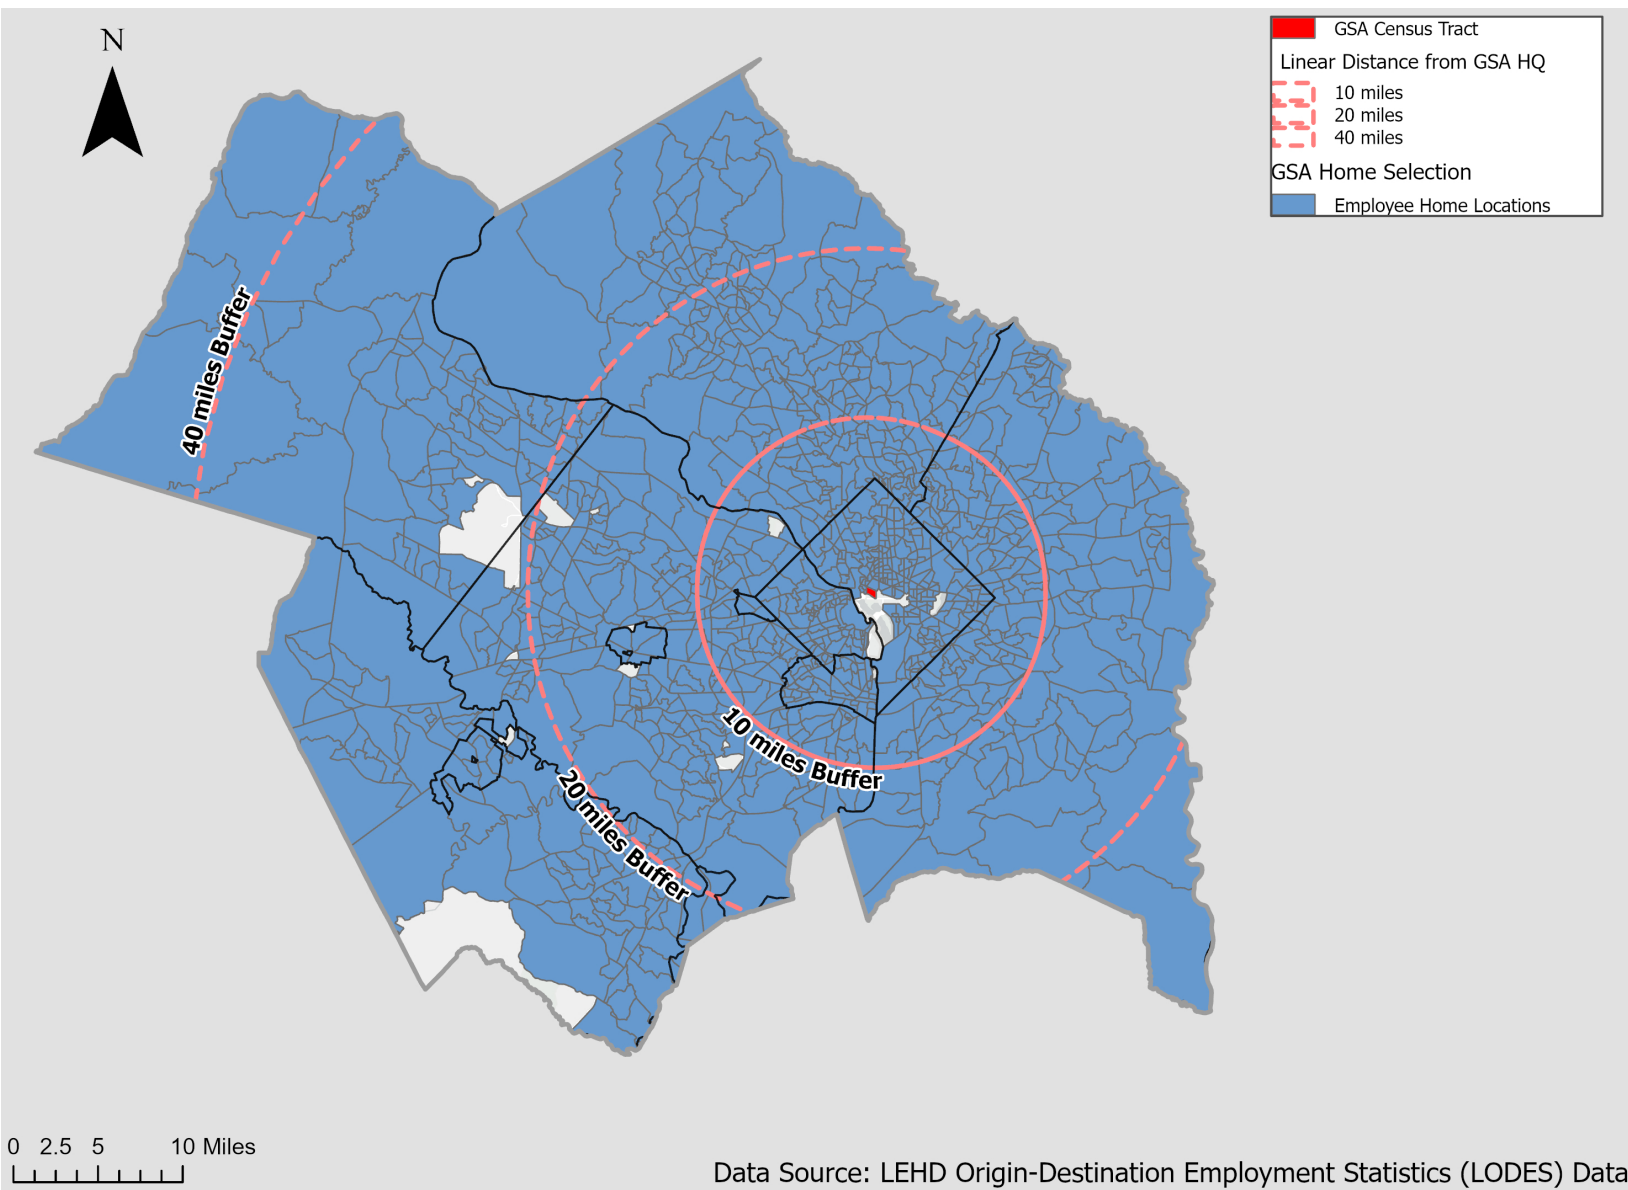 N
GSA Census Tract
Linear Distance from GSA HQ
10 miles
20 miles
40 miles
GSA Home Selection
Employee Home Locations
40 miles Buffer
10 miles Buffer
20 miles Buffer
0 2.5 5 10 Miles
Data Source: LEHD Origin-Destination Employment Statistics (LODES) Data